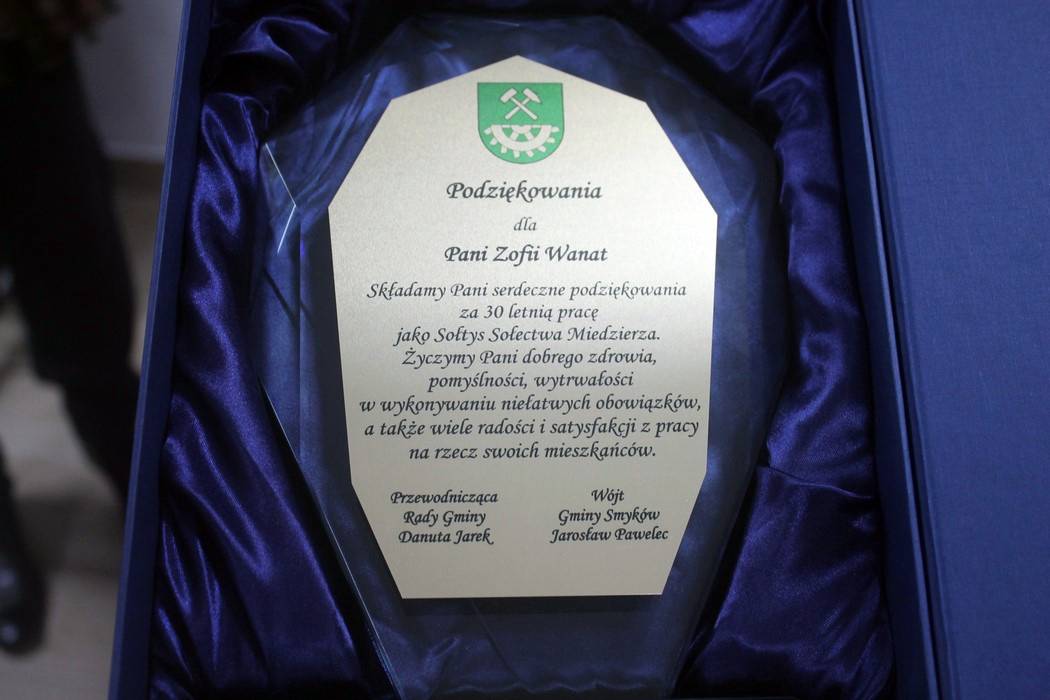 Podziękowania
dla
Pani Zofii Wanat
Składamy Pani serdeczne podziękowania
za 30 letnią pracę
jako Sołtys Sołectwa Miedzierza.
Życzymy Pani dobrego zdrowia,
pomyślności, wytrwałości
w wykonywaniu niełatwych obowiązków,
a także wiele radości i satysfakcji z pracy
na rzecz swoich mieszkańców.
Przewodnicząca
Rady Gminy
Danuta Jarek
Wójt
Gminy Smyków
Jarosław Pawelec